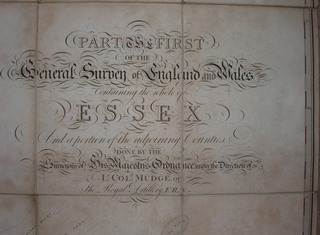 PART THE FIRST
OF THE
General Survey of England and Wales
Containing the whole of
ESSEX
And a portion of the adjoining Counties
DONE BY THE
Surveyors of His Majesty's Ordnance under the Direction of
Lt. Col. MUDGE of
The Royal Artillery F.R.S.